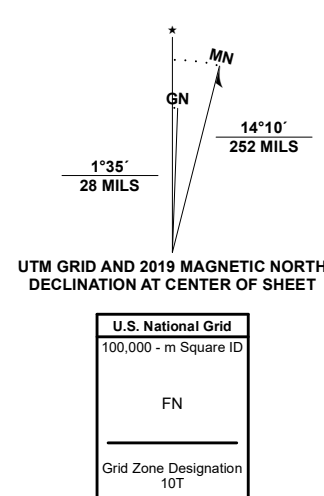 ★
MN
GN
14°10´
252 MILS
1°35´
28 MILS
UTM GRID AND 2019 MAGNETIC NORTH
DECLINATION AT CENTER OF SHEET
U.S. National Grid
100,000 - m Square ID
FN
Grid Zone Designation
10T